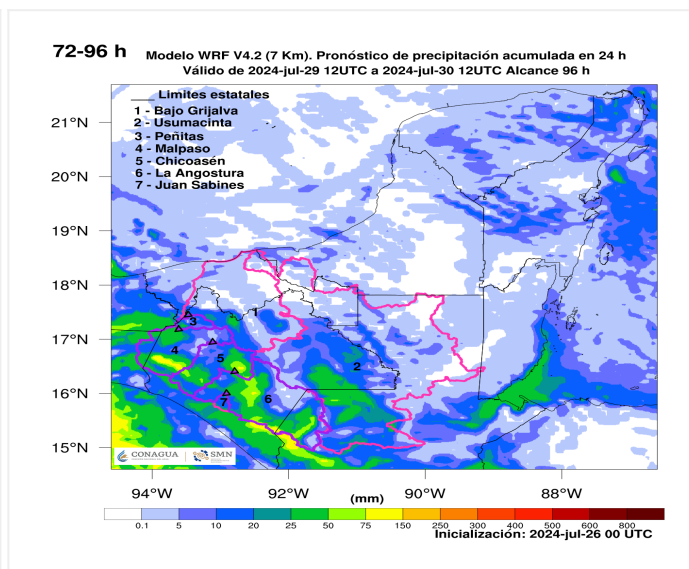 72-96 h
Modelo WRF V4.2 (7 Km). Pronóstico de precipitación acumulada en 24 h
Válido de 2024-jul-29 12UTC a 2024-jul-30 12UTC Alcance 96 h
Limites estatales
1 - Bajo Grijalva
2 - Usumacinta
3 - Peñitas
4 - Malpaso
5 - Chicoasén
6 - La Angostura
7 - Juan Sabines
21°N
20°N
19°N
18°N
17°N
16°N
15°N
1
2
3
4
5
6
7
CONAGUA
SMN
94°W 92°W 90°W 88°W
(mm)
0.1 5 10 20 25 50 75 150 250 300 400 500 600 800
Inicialización: 2024-jul-26 00 UTC